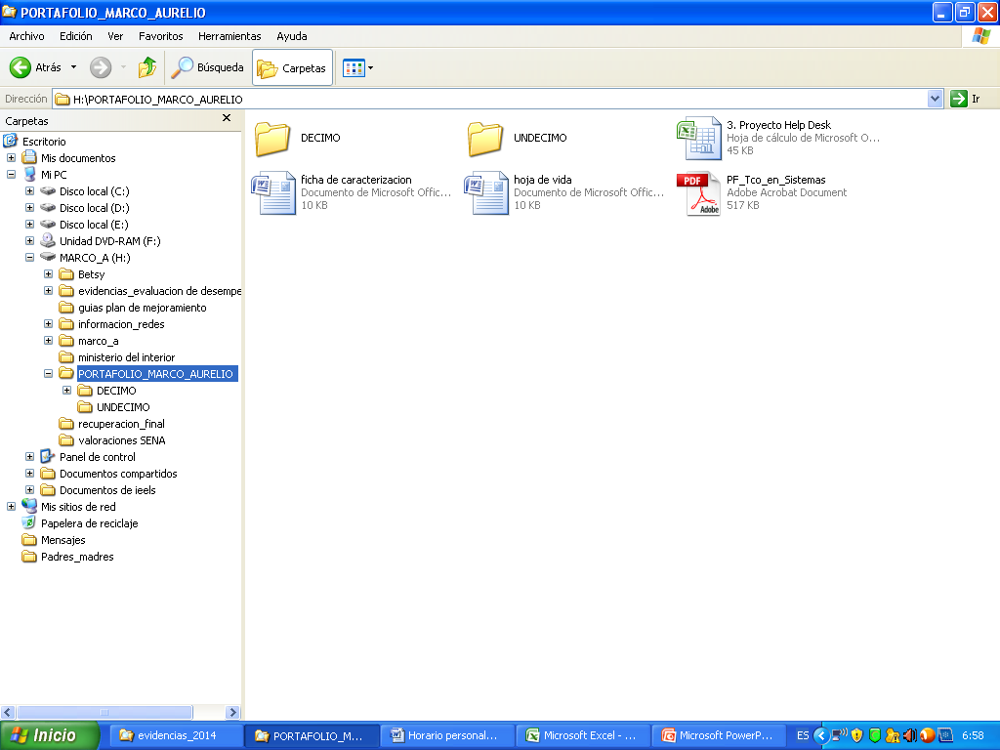 PORTAFOLIO_MARCO_AURELIO
Archivo Edición Ver Favoritos Herramientas Ayuda
Atrás Búsqueda Carpetas
Dirección H:\PORTAFOLIO_MARCO_AURELIO Ir
Carpetas
Escritorio
Mis documentos
Mi PC
Disco local (C:)
Disco local (D:)
Disco local (E:)
Unidad DVD-RAM (F:)
MARCO_A (H:)
Betsy
evidencias_evaluacion de desempe
guias plan de mejoramiento
informacion_redes
marco_a
ministerio del interior
PORTAFOLIO_MARCO_AURELIO
DECIMO
UNDECIMO
recuperacion_final
valoraciones SENA
Panel de control
Documentos compartidos
Documentos de ieels
Mis sitios de red
Papelera de reciclaje
Mensajes
Padres_madres
DECIMO
UNDECIMO
3. Proyecto Help Desk
Hoja de cálculo de Microsoft O...
45 KB
ficha de caracterizacion
Documento de Microsoft Offic...
10 KB
hoja de vida
Documento de Microsoft Offic...
10 KB
PDF
Adobe
PF_Tco_en_Sistemas
Adobe Acrobat Document
517 KB
Inicio evidencias_2014 PORTAFOLIO_M... Horario personal... Microsoft Excel - ... Microsoft PowerP... ES 6:58